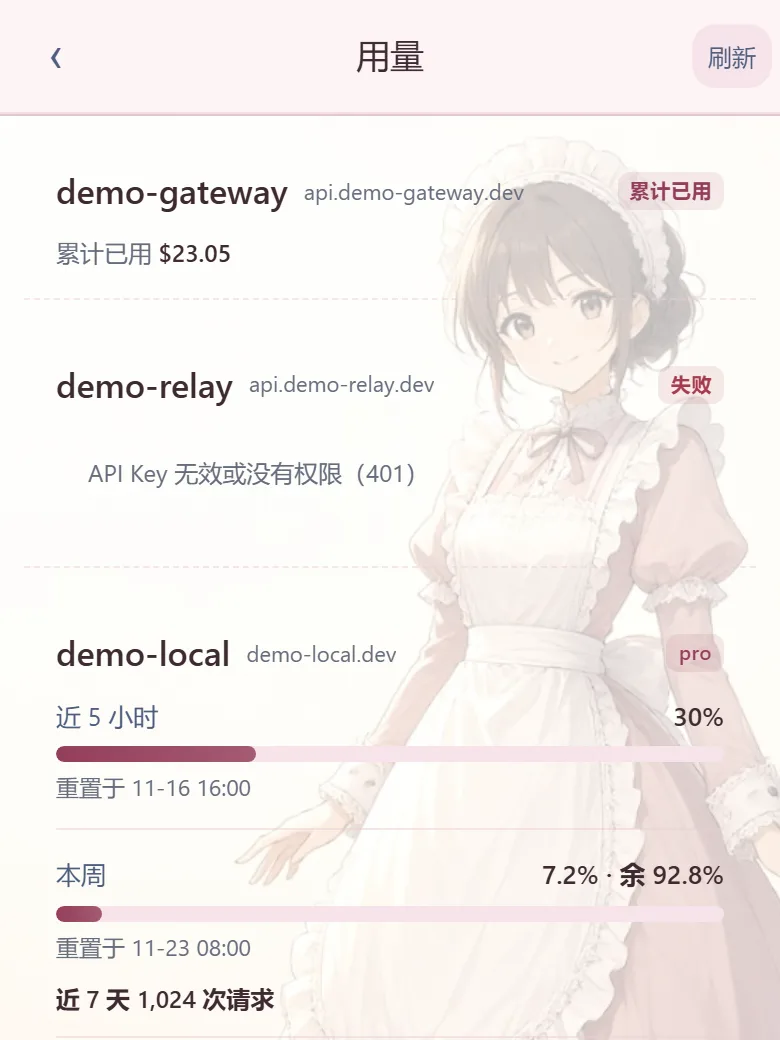 ‹ 用量 刷新
demo-gateway api.demo-gateway.dev 累计已用
累计已用 $23.05
demo-relay api.demo-relay.dev 失败
API Key 无效或没有权限（401）
demo-local demo-local.dev pro
近 5 小时 30%
重置于 11-16 16:00
本周 7.2% · 余 92.8%
重置于 11-23 08:00
近 7 天 1,024 次请求